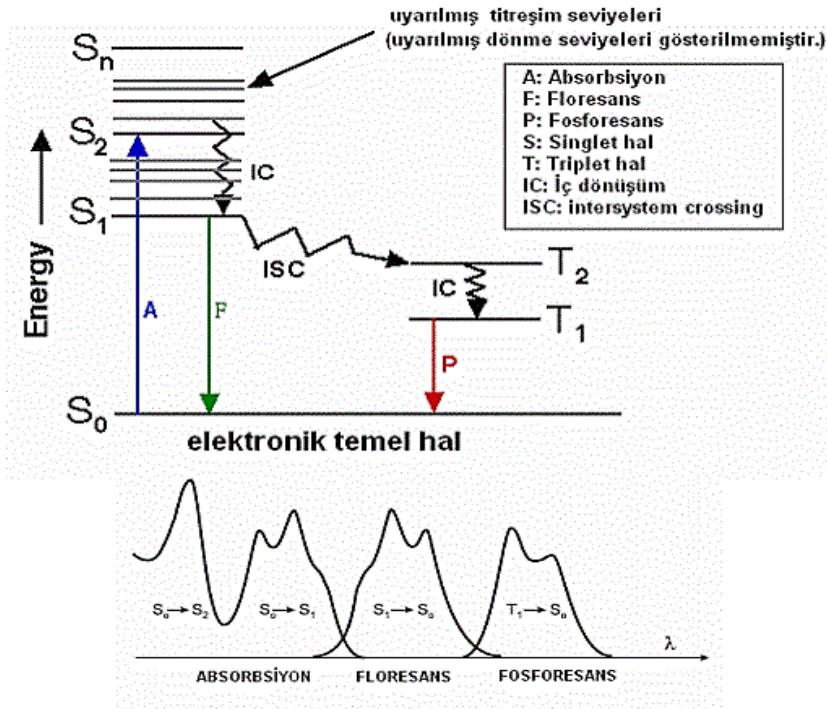 uyarılmış titreşim seviyeleri
(uyarılmış dönme seviyeleri gösterilmemiştir.)
A: Absorbsiyon
F: Floresans
P: Fosforesans
S: Singlet hal
T: Triplet hal
IC: İç dönüşüm
ISC: intersystem crossing
Sn
S2
S1
S0
Energy
A
F
IC
ISC
IC
T2
T1
P
elektronik temel hal
S₀→S₂
S₀→S₁
S₁→S₀
T₁→S₀
λ
ABSORBSİYON
FLORESANS
FOSFORESANS